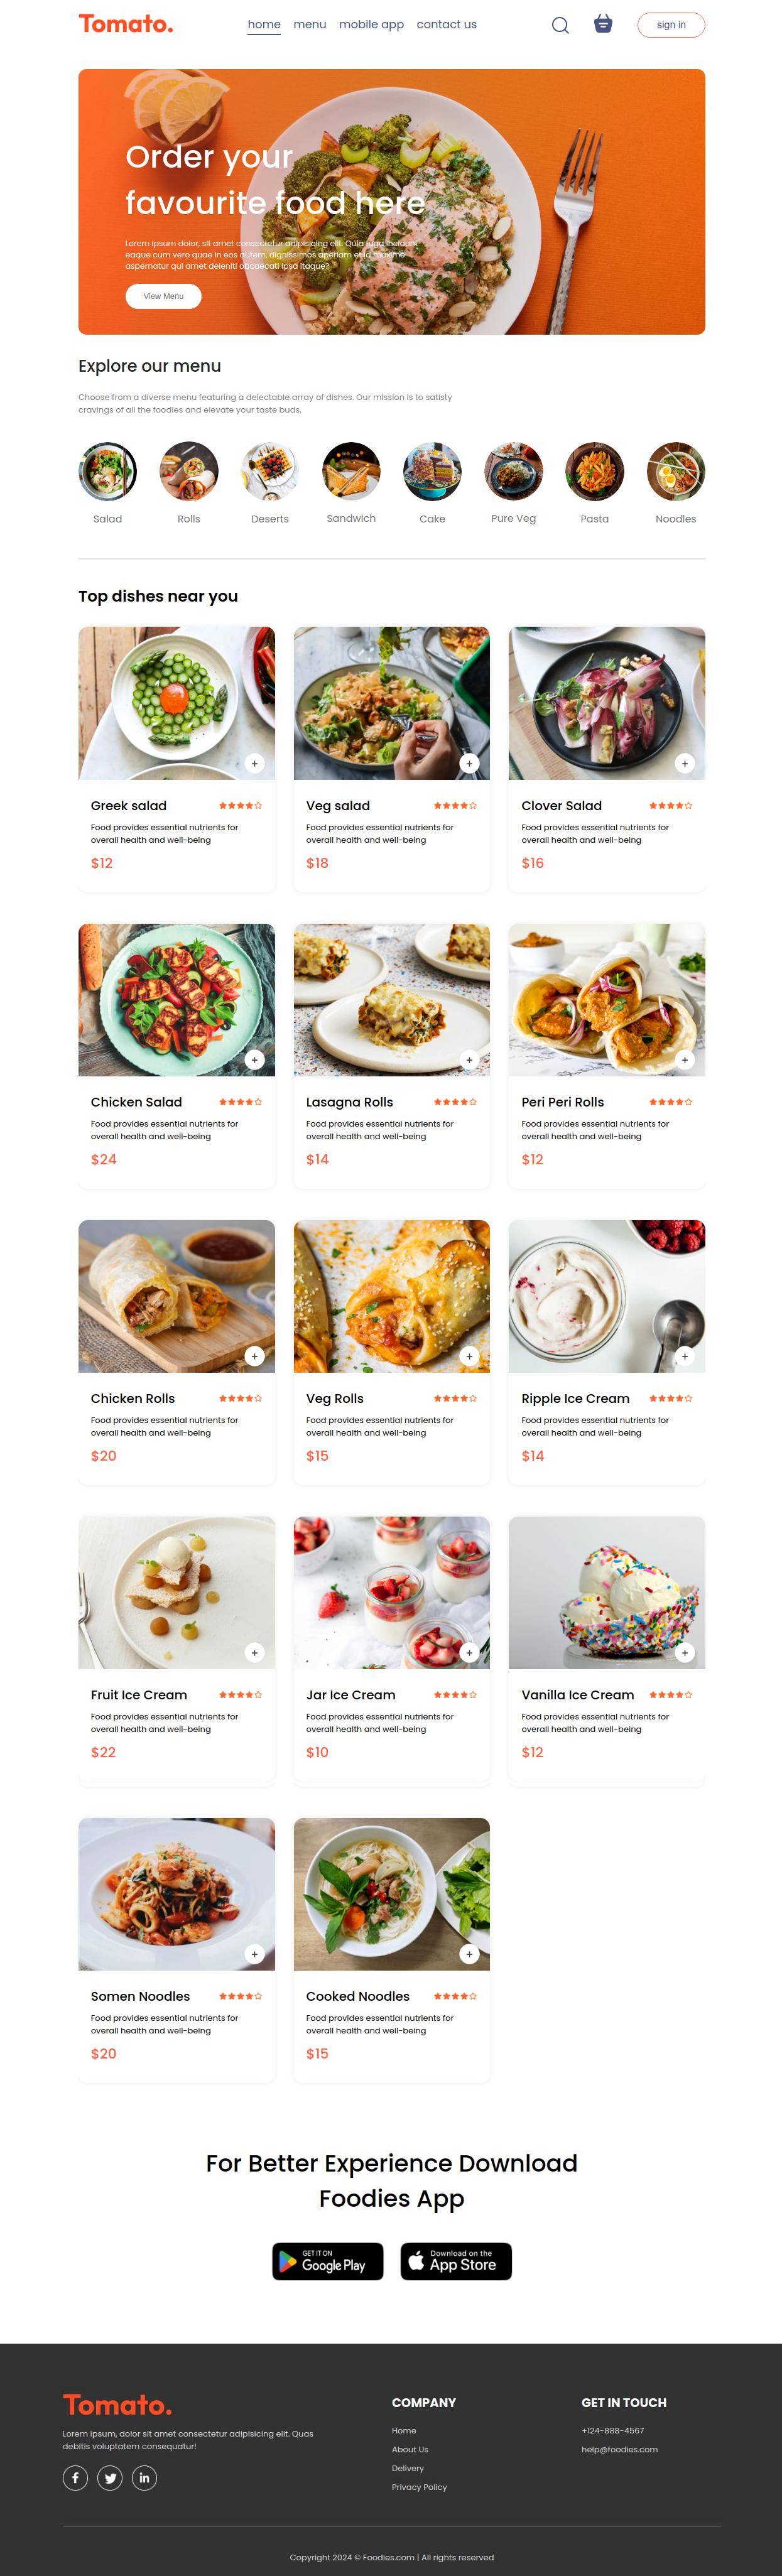 Tomato.
home menu mobile app contact us
sign in
Order your
favourite food here
Lorem ipsum dolor, sit amet consectetur adipisicing elit. Quia fuga incidunt
eaque cum vero quae in eos autem, dignissimos aperiam et id maxime
aspernatur qui amet deleniti obcaecati ipsa itaque?
View Menu
Explore our menu
Choose from a diverse menu featuring a delectable array of dishes. Our mission is to satisty
cravings of all the foodies and elevate your taste buds.
Salad Rolls Deserts Sandwich Cake Pure Veg Pasta Noodles
Top dishes near you
Greek salad
Food provides essential nutrients for
overall health and well-being
$12
Veg salad
Food provides essential nutrients for
overall health and well-being
$18
Clover Salad
Food provides essential nutrients for
overall health and well-being
$16
Chicken Salad
Food provides essential nutrients for
overall health and well-being
$24
Lasagna Rolls
Food provides essential nutrients for
overall health and well-being
$14
Peri Peri Rolls
Food provides essential nutrients for
overall health and well-being
$12
Chicken Rolls
Food provides essential nutrients for
overall health and well-being
$20
Veg Rolls
Food provides essential nutrients for
overall health and well-being
$15
Ripple Ice Cream
Food provides essential nutrients for
overall health and well-being
$14
Fruit Ice Cream
Food provides essential nutrients for
overall health and well-being
$22
Jar Ice Cream
Food provides essential nutrients for
overall health and well-being
$10
Vanilla Ice Cream
Food provides essential nutrients for
overall health and well-being
$12
Somen Noodles
Food provides essential nutrients for
overall health and well-being
$20
Cooked Noodles
Food provides essential nutrients for
overall health and well-being
$15
For Better Experience Download
Foodies App
GET IT ON
Google Play
Download on the
App Store
Tomato.
Lorem ipsum, dolor sit amet consectetur adipisicing elit. Quas
debitis voluptatem consequatur!
COMPANY
Home
About Us
Delivery
Privacy Policy
GET IN TOUCH
+124-888-4567
help@foodies.com
Copyright 2024 © Foodies.com | All rights reserved